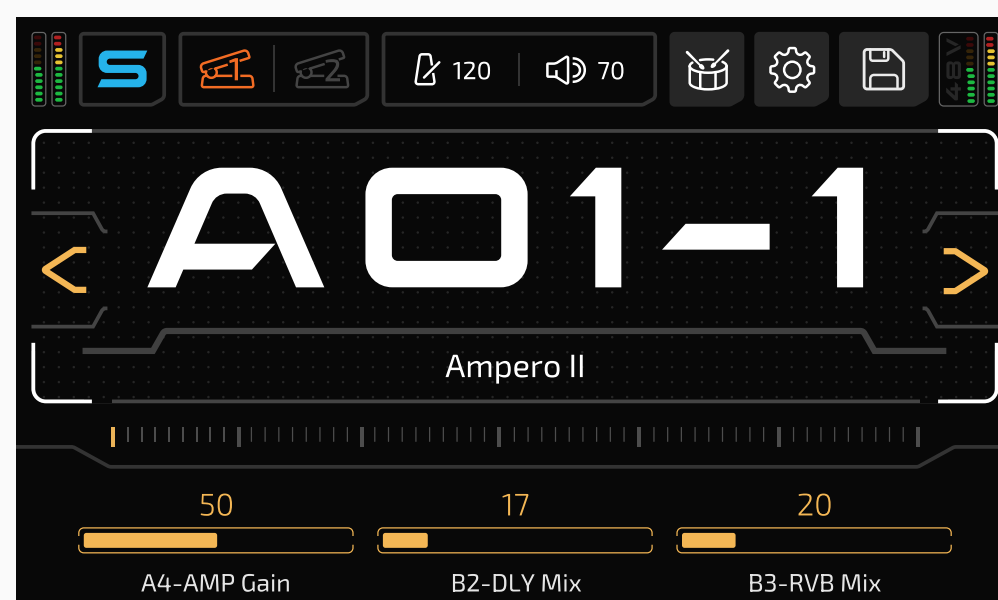 S 1 2 120 70 48V
A01-1
Ampero II
50 17 20
A4-AMP Gain B2-DLY Mix B3-RVB Mix